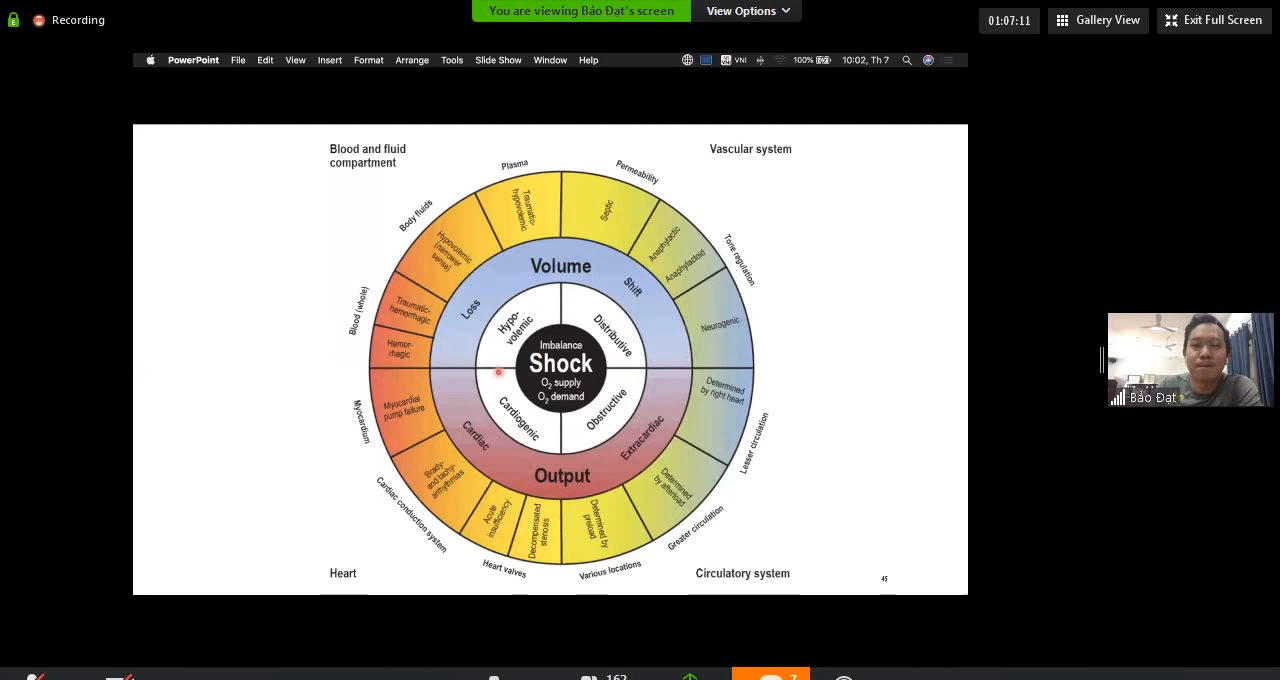 E
Recording
You are viewing Bảo Đạt's screen
View Options
01:07:11
Gallery View
Exit Full Screen
PowerPoint File Edit View Insert Format Arrange Tools Slide Show Window Help
VNI
100%
10:02, Th 7
Blood and fluid
compartment
Vascular system
Plasma
Permeability
Body fluids
Tone regulation
Blood (whole)
Myocardium
Cardiac conduction system
Heart valves
Various locations
Greater circulation
Lesser circulation
Traumatic-
hypovolemic
Septic
Hypovolemic
(narrower
sense)
Anaphylactic
Anaphylactoid
Traumatic-
hemorrhagic
Neurogenic
Hemor-
rhagic
Myocardial
pump failure
Determined
by right heart
Brady-
and tachy-
arrhythmias
Determined
by afterload
Acute
insufficiency
Decompensated
stenosis
Determined by
preload
Volume
Loss
Shift
Hypo-
volemic
Distributive
Imbalance
Shock
O₂ supply
O₂ demand
Cardiogenic
Obstructive
Cardiac
Extracardiac
Output
Heart
Circulatory system
45
Bảo Đạt
162
7